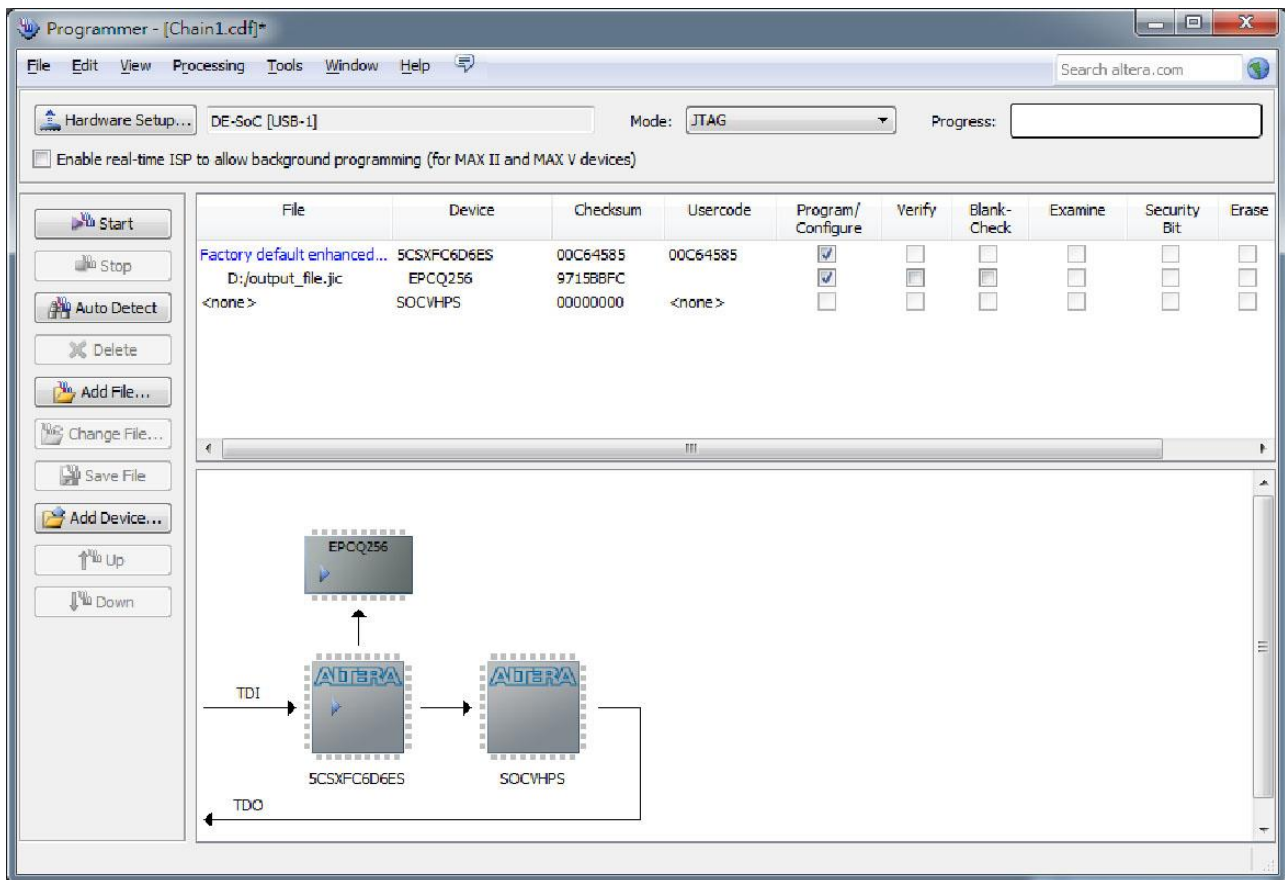 Programmer - [Chain1.cdf]*
File Edit View Processing Tools Window Help
Search altera.com
Hardware Setup... DE-SoC [USB-1] Mode: JTAG Progress:
Enable real-time ISP to allow background programming (for MAX II and MAX V devices)
Start
Stop
Auto Detect
Delete
Add File...
Change File...
Save File
Add Device...
Up
Down
File Device Checksum Usercode Program/ Configure Verify Blank- Check Examine Security Bit Erase
Factory default enhanced... 5CSXFC6D6ES 00C64585 00C64585
D:/output_file.jic EPCQ256 9715BBFC
<none> SOCVHPS 00000000 <none>
EPCQ256
ALTERA ALTERA
TDI
5CSXFC6D6ES SOCVHPS
TDO